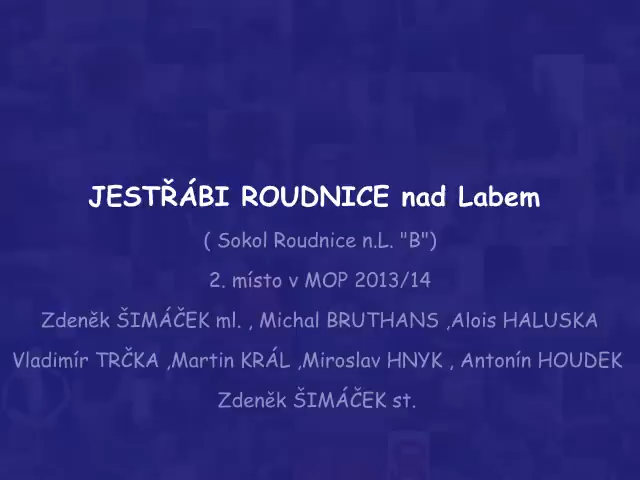 JESTŘÁBI ROUDNICE nad Labem
( Sokol Roudnice n.L. "B")
2. místo v MOP 2013/14
Zdeněk ŠIMÁČEK ml. , Michal BRUTHANS ,Alois HALUSKA
Vladimír TRČKA ,Martin KRÁL ,Miroslav HNYK , Antonín HOUDEK
Zdeněk ŠIMÁČEK st.